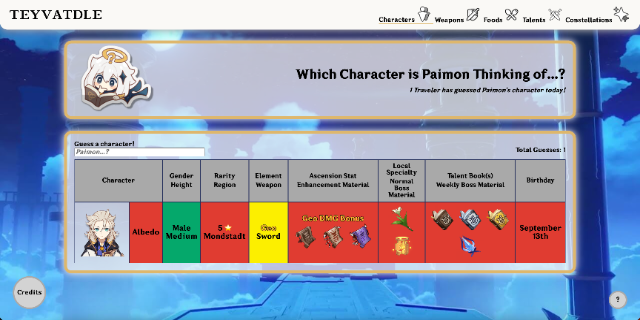 TEYVATDLE
Characters Weapons Foods Talents Constellations
Which Character is Paimon Thinking of...?
1 Traveler has guessed Paimon's character today!
Guess a character!
Paimon...?
Total Guesses: 1
Character
Gender
Height
Rarity
Region
Element
Weapon
Ascension Stat
Enhancement Material
Local
Specialty
Normal
Boss
Material
Talent Book(s)
Weekly Boss Material
Birthday
Albedo
Male
Medium
5
Mondstadt
Geo
Sword
Geo DMG Bonus
September
13th
Credits
?